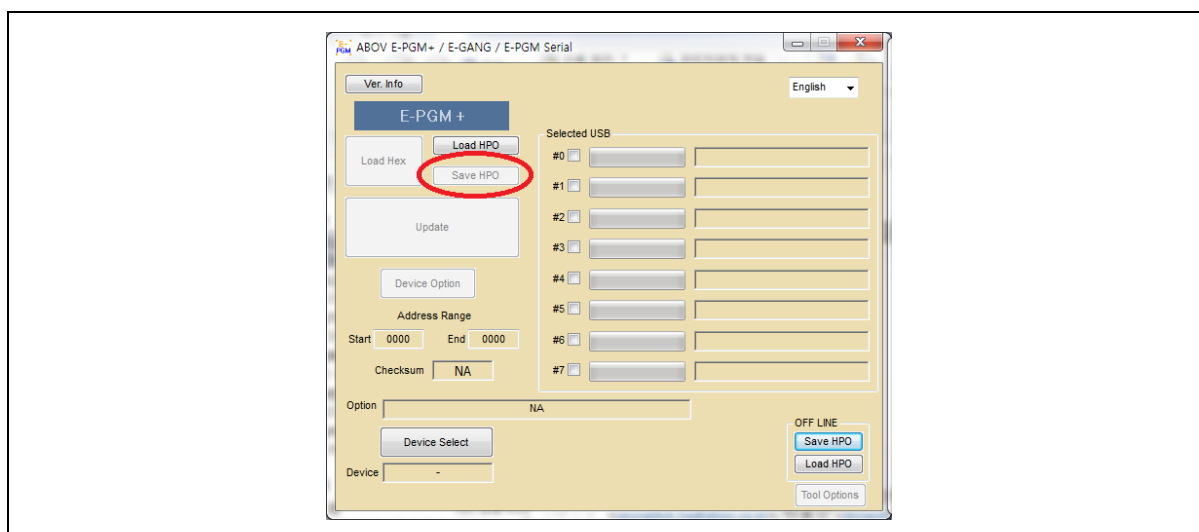 E-PGM ABOV E-PGM+ / E-GANG / E-PGM Serial
Ver. Info
English
E-PGM +
Load Hex
Load HPO
Save HPO
Update
Device Option
Address Range
Start 0000 End 0000
Checksum NA
Selected USB
#0
#1
#2
#3
#4
#5
#6
#7
Option NA
Device Select
Device -
OFF LINE
Save HPO
Load HPO
Tool Options